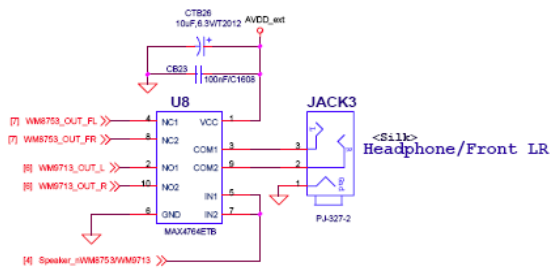 CTB26
10uF,6.3WT2012
AVDD_ext
CB23
100nF/C1608
U8
JACK3
[7] WM8753_OUT_FL 4 NC1 VCC 1
[7] WM8753_OUT_FR 8 NC2
COM1 3 3
<Silk>
Headphone/Front LR
[6] WM9713_OUT_L 2 NO1 COM2 9 2
[6] WM9713_OUT_R 10 NO2
IN1 5 1 Gnd
6 GND IN2 7
PJ-327-2
MAX4764ETB
[4] Speaker_nWM8753/WM9713